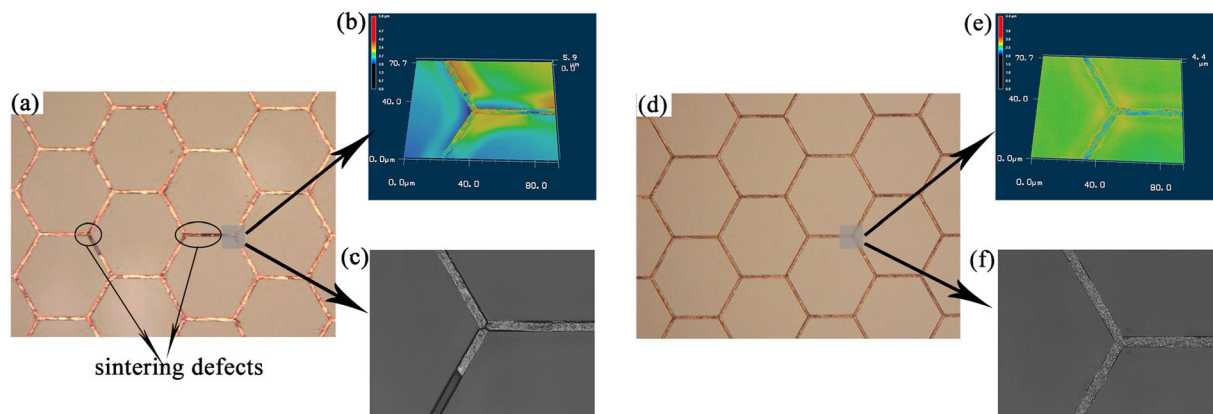 (a)
sintering defects
(b)
70.7
40.0
0.0μm
0.0μm
40.0
80.0
5.9
μm
0.0
(c)
(d)
(e)
70.7
40.0
0.0μm
0.0μm
40.0
80.0
4.4
μm
(f)